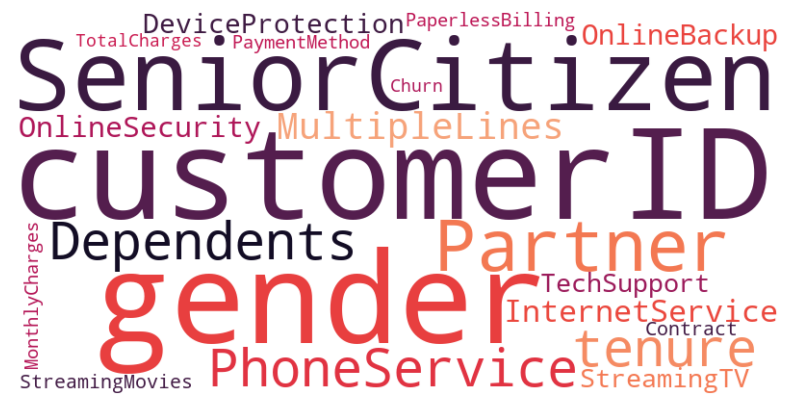 DeviceProtection
PaperlessBilling
TotalCharges
PaymentMethod
OnlineBackup
SeniorCitizen
Churn
OnlineSecurity
MultipleLines
customerID
Dependents
Partner
MonthlyCharges
gender
TechSupport
InternetService
Contract
tenure
PhoneService
StreamingMovies
StreamingTV